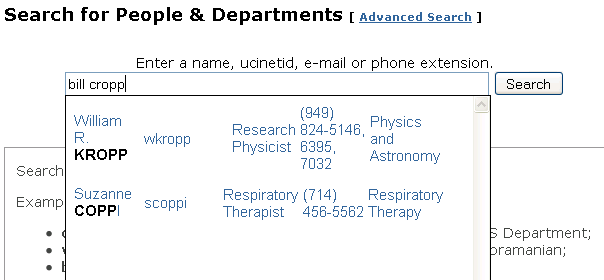 Search for People & Departments [ Advanced Search ]
Enter a name, ucinetid, e-mail or phone extension.
bill cropp Search
William R. KROPP wkropp Research Physicist (949) 824-5146, 6395, 7032 Physics and Astronomy
Suzanne COPPI scoppi Respiratory Therapist (714) 456-5562 Respiratory Therapy
Search
Examp
S Department;
oramanian;